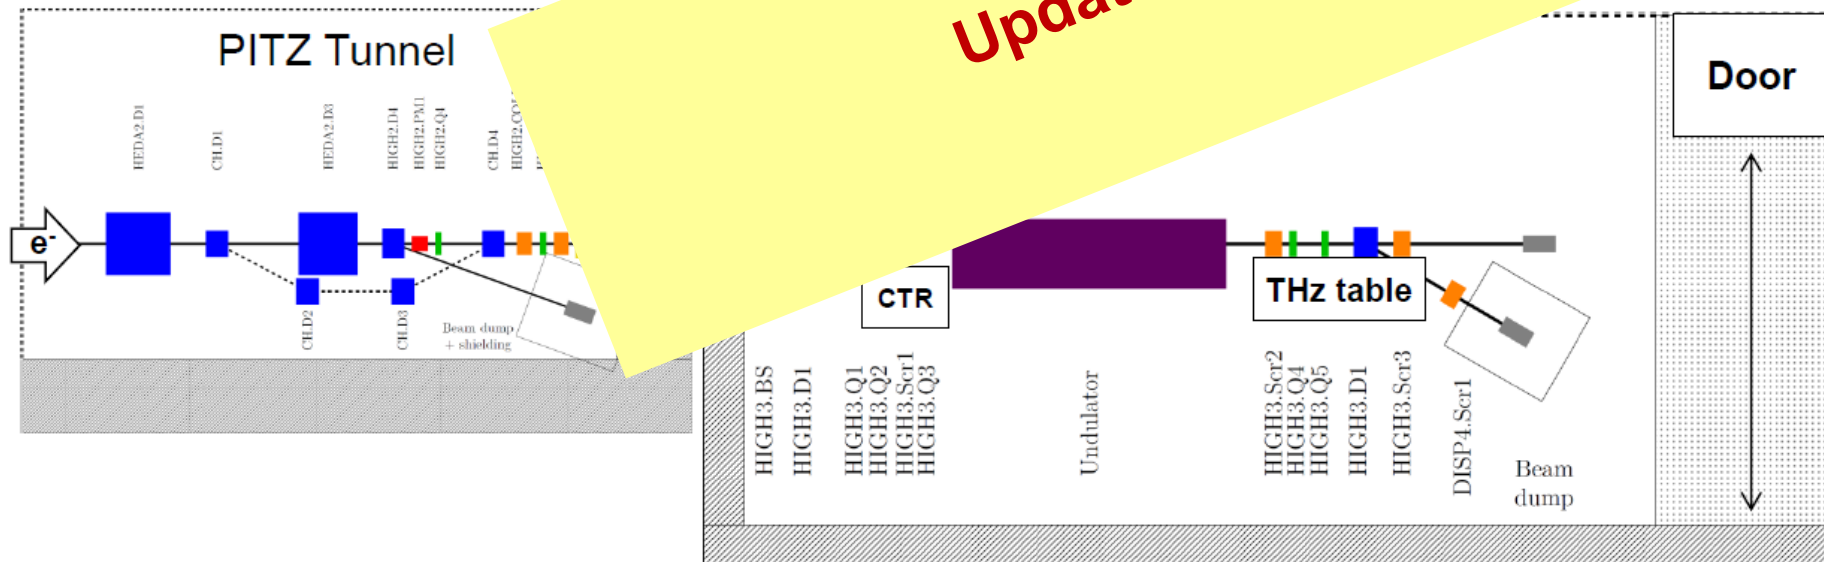 PITZ Tunnel
Door
HEDA2.D1
CH.D1
HEDA2.D3
HIGH2.D4
HIGH2.PM1
HIGH2.Q4
CH.D4
e-
CH.D2
CH.D3
Beam dump
+ shielding
CTR
THz table
HIGH3.BS
HIGH3.D1
HIGH3.Q1
HIGH3.Q2
HIGH3.Scr1
HIGH3.Q3
Undulator
HIGH3.Scr2
HIGH3.Q4
HIGH3.Q5
HIGH3.D1
HIGH3.Scr3
DISP4.Scr1
Beam
dump